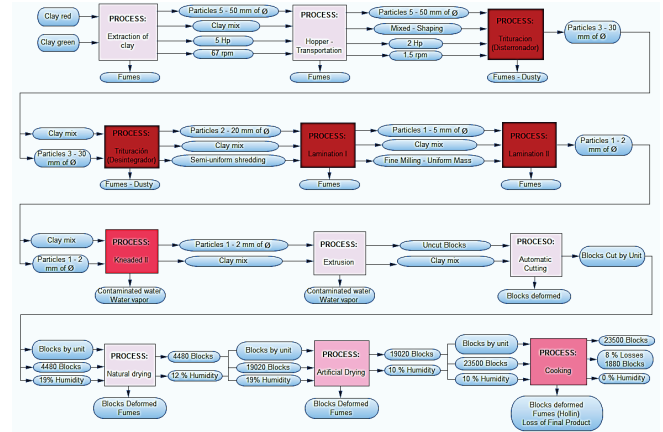 Clay red
Clay green
PROCESS:
Extraction of
clay
Fumes
Particles 5 - 50 mm of Ø
Clay mix
5 Hp
67 rpm
PROCESS:
Hopper -
Transportation
Fumes
Particles 5 - 50 mm of Ø
Mixed - Shaping
2 Hp
1.5 rpm
PROCESS:
trituracion
(Disterronador)
Fumes - Dusty
Particles 3 - 30
mm of Ø
Clay mix
Particles 3 - 30
mm of Ø
PROCESS:
Trituración
(Desintegrador)
Fumes - Dusty
Particles 2 - 20 mm of Ø
Clay mix
Semi-uniform shredding
PROCESS:
Lamination I
Fumes
Particles 1 - 5 mm of Ø
Clay mix
Fine Milling - Uniform Mass
PROCESS:
Lamination II
Fumes
Particles 1 - 2
mm of Ø
Clay mix
Particles 1 - 2
mm of Ø
PROCESS:
Kneaded II
Contaminated water
Water vapor
Particles 1 - 2 mm of Ø
Clay mix
PROCESS:
Extrusion
Contaminated water
Water vapor
Uncut Blocks
Clay mix
PROCESO:
Automatic
Cutting
Blocks deformed
Blocks Cut by Unit
Blocks by unit
4480 Blocks
19% Humidity
PROCESS:
Natural drying
Blocks Deformed
Fumes
4480 Blocks
12 % Humidity
Blocks by unit
19020 Blocks
19% Humidity
PROCESS:
Artificial Drying
Blocks Deformed
Fumes
19020 Blocks
10 % Humidity
Blocks by unit
23500 Blocks
10 % Humidity
PROCESS:
Cooking
Blocks deformed
Fumes (Hollin)
Loss of Final Product
23500 Blocks
8 % Losses
1880 Blocks
0 % Humidity